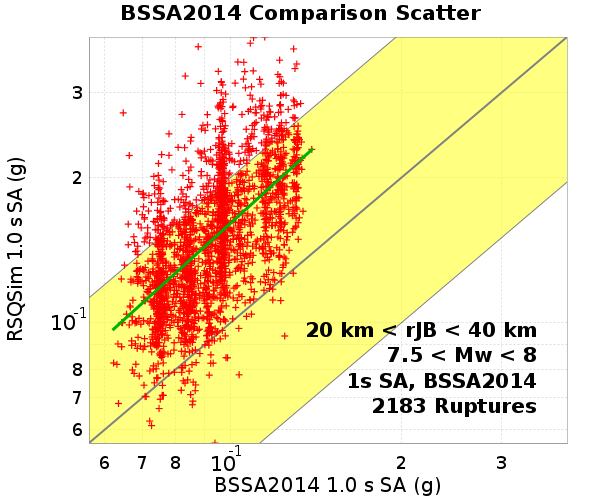 BSSA2014 Comparison Scatter
RSQSim 1.0 s SA (g)
3
2
10-1
8
7
6
20 km < rJB < 40 km
7.5 < Mw < 8
1s SA, BSSA2014
2183 Ruptures
6 7 8 10-1 2 3
BSSA2014 1.0 s SA (g)